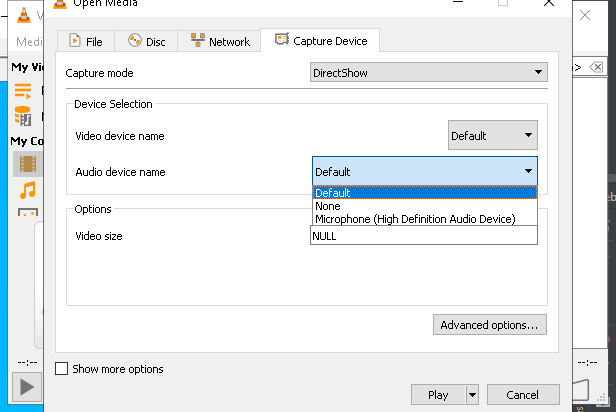 Open Media
V
Medi
File
Disc
Network
Capture Device
My Vi
Capture mode
DirectShow
>
Device Selection
Video device name
Default
My Co
Audio device name
Default
Default
None
Microphone (High Definition Audio Device)
Options
Video size
NULL
Advanced options...
--:--
Show more options
--:--
Play
Cancel